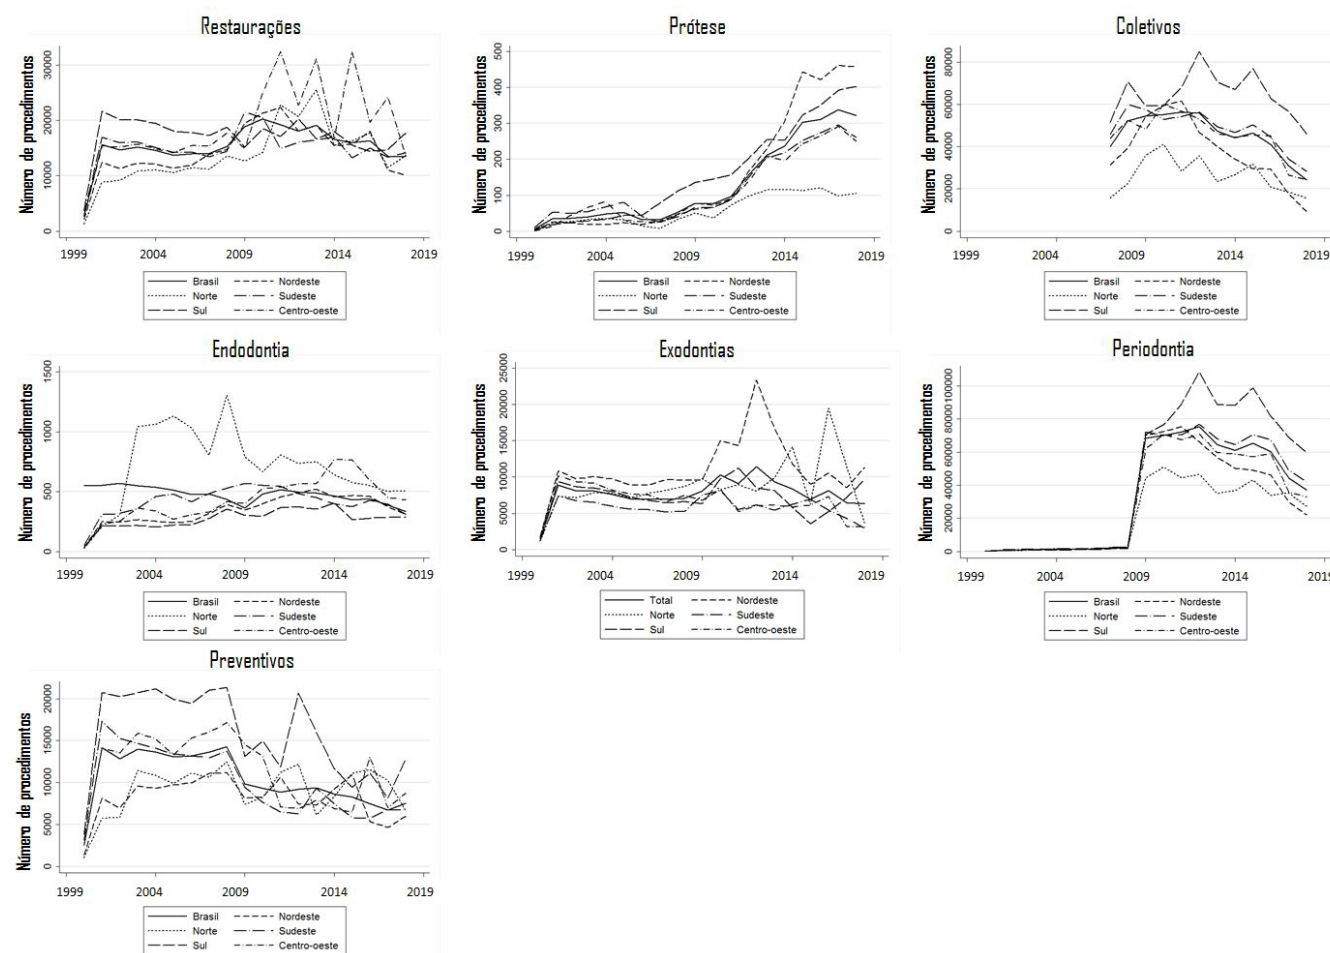 Restaurações
Número de procedimentos
0 10000 20000 30000
1999 2004 2009 2014 2019
Brasil Nordeste
Norte Sudeste
Sul Centro-oeste
Prótese
Número de procedimentos
0 100 200 300 400 500
1999 2004 2009 2014 2019
Brasil Nordeste
Norte Sudeste
Sul Centro-oeste
Coletivos
Número de procedimentos
0 20000 40000 60000 80000
1999 2004 2009 2014 2019
Brasil Nordeste
Norte Sudeste
Sul Centro-oeste
Endodontia
Número de procedimentos
0 500 1000 1500
1999 2004 2009 2014 2019
Brasil Nordeste
Norte Sudeste
Sul Centro-oeste
Exodontias
Número de procedimentos
0 5000 10000 15000 20000 25000
1999 2004 2009 2014 2019
Total Nordeste
Norte Sudeste
Sul Centro-oeste
Periodontia
Número de procedimentos
0 20000 40000 60000 80000 100000
1999 2004 2009 2014 2019
Brasil Nordeste
Norte Sudeste
Sul Centro-oeste
Preventivos
Número de procedimentos
0 5000 10000 15000 20000
1999 2004 2009 2014 2019
Brasil Nordeste
Norte Sudeste
Sul Centro-oeste